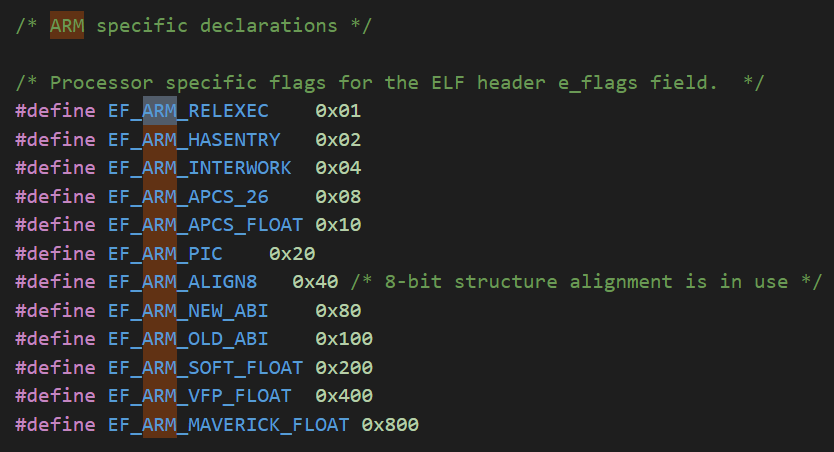 /* ARM specific declarations */
/* Processor specific flags for the ELF header e_flags field.  */
#define EF_ARM_RELEXEC    0x01
#define EF_ARM_HASENTRY   0x02
#define EF_ARM_INTERWORK  0x04
#define EF_ARM_APCS_26    0x08
#define EF_ARM_APCS_FLOAT 0x10
#define EF_ARM_PIC    0x20
#define EF_ARM_ALIGN8   0x40 /* 8-bit structure alignment is in use */
#define EF_ARM_NEW_ABI    0x80
#define EF_ARM_OLD_ABI    0x100
#define EF_ARM_SOFT_FLOAT 0x200
#define EF_ARM_VFP_FLOAT  0x400
#define EF_ARM_MAVERICK_FLOAT 0x800